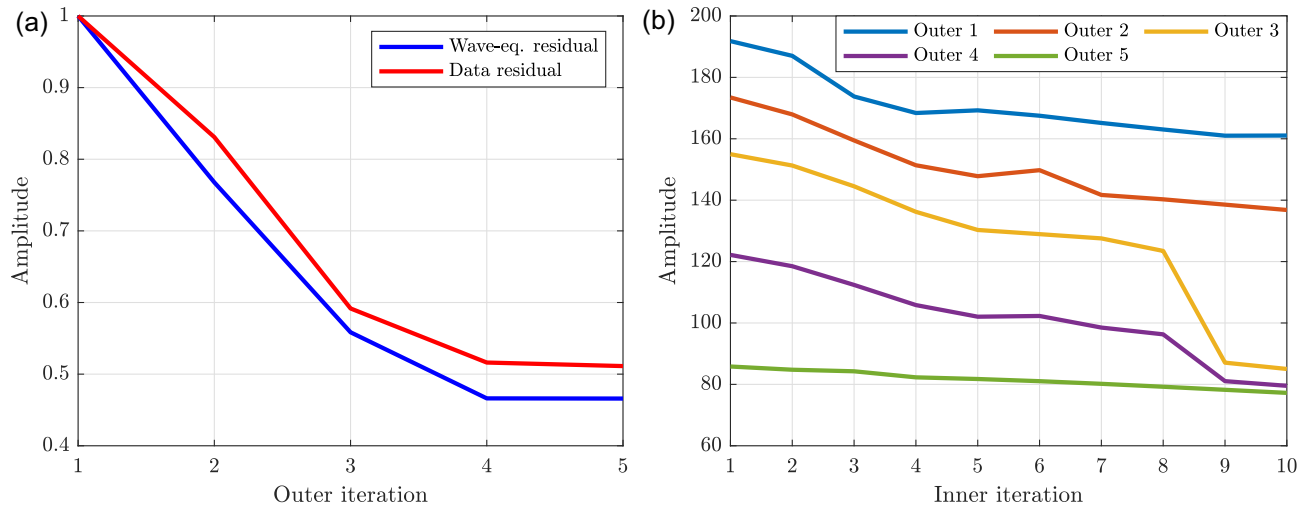 (a)
1
0.9
0.8
0.7
0.6
0.5
0.4
Amplitude
Wave-eq. residual
Data residual
1 2 3 4 5
Outer iteration
(b)
200
180
160
140
120
100
80
60
Amplitude
Outer 1 Outer 2 Outer 3
Outer 4 Outer 5
1 2 3 4 5 6 7 8 9 10
Inner iteration